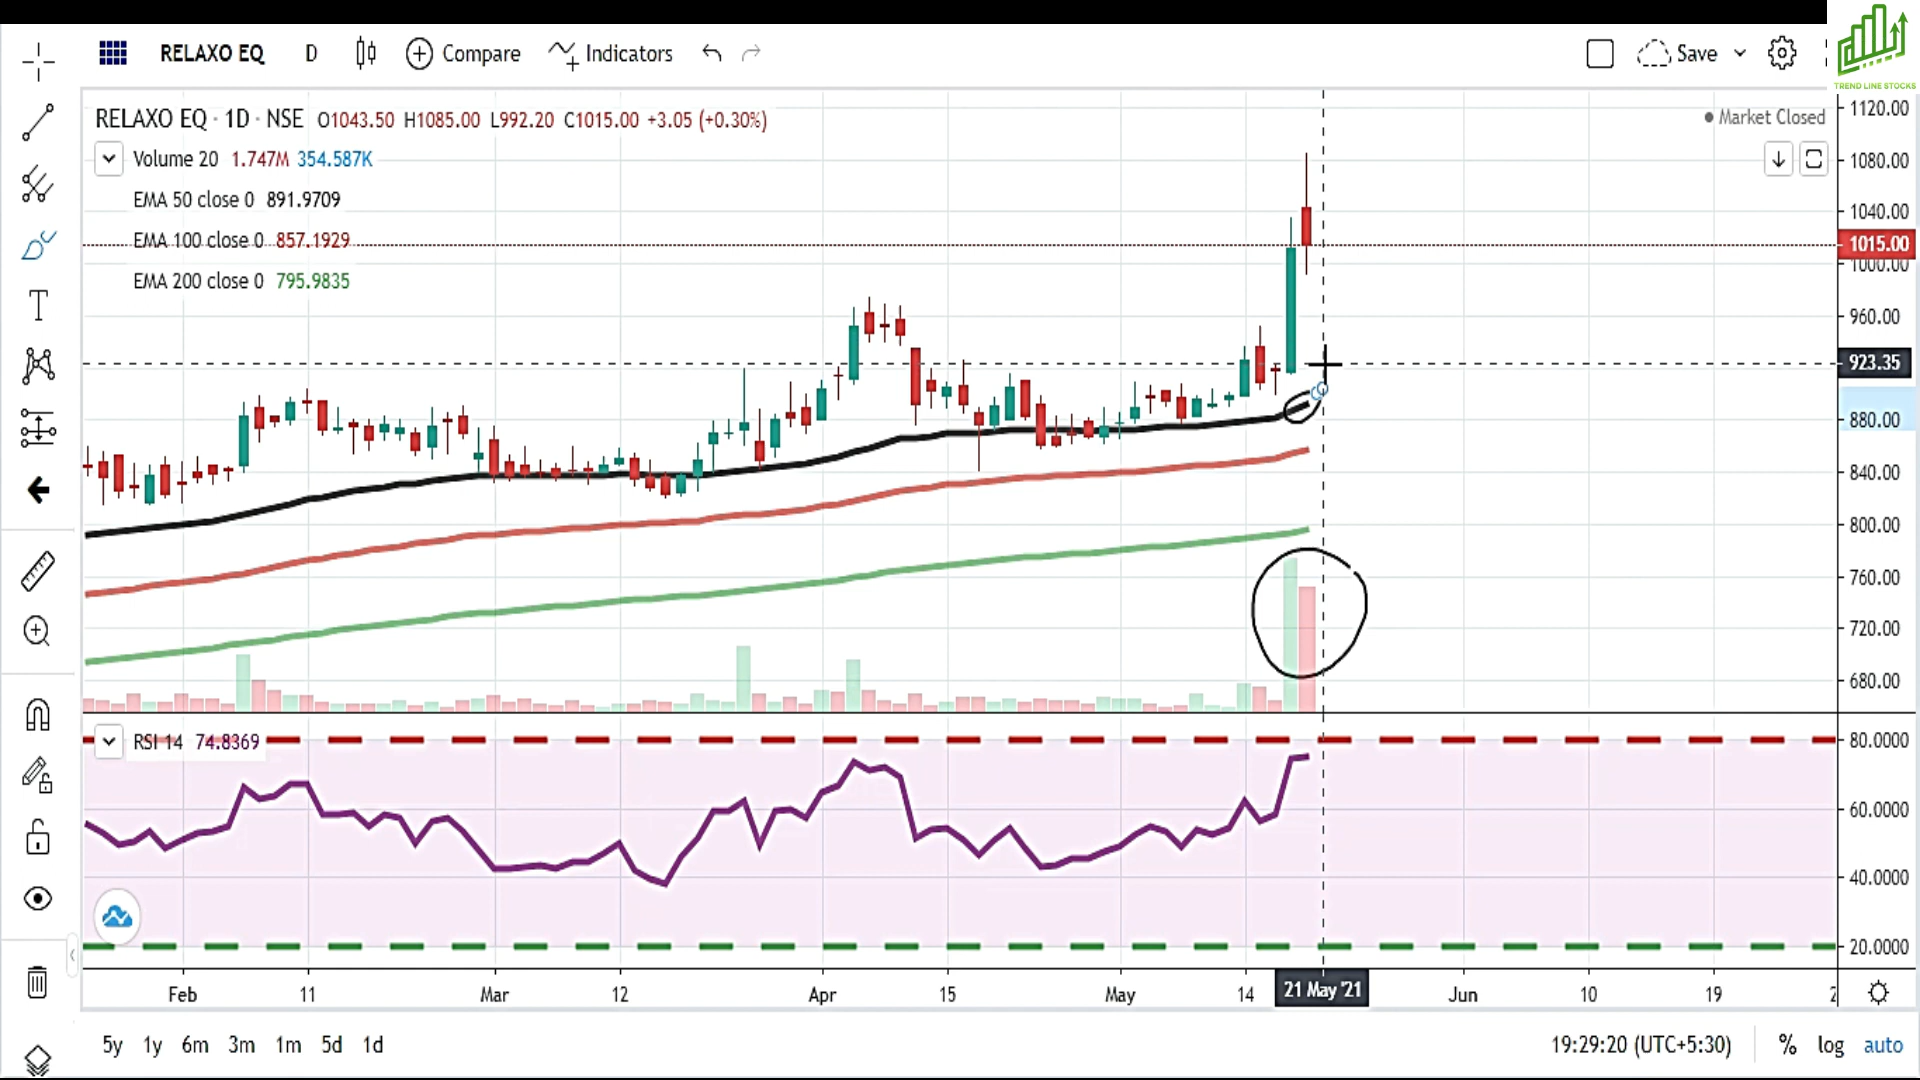 RELAXO EQ D Compare Indicators Save
TREND LINE STOCKS
RELAXO EQ · 1D · NSE O1043.50 H1085.00 L992.20 C1015.00 +3.05 (+0.30%)
Market Closed
Volume 20 1.747M 354.587K
EMA 50 close 0 891.9709
EMA 100 close 0 857.1929
EMA 200 close 0 795.9835
1120.00
1080.00
1040.00
1015.00
1000.00
960.00
923.35
880.00
840.00
800.00
760.00
720.00
680.00
RSI 14 74.8369
80.0000
60.0000
40.0000
20.0000
Feb 11 Mar 12 Apr 15 May 14 21 May '21 Jun 10 19 2
5y 1y 6m 3m 1m 5d 1d 19:29:20 (UTC+5:30) % log auto